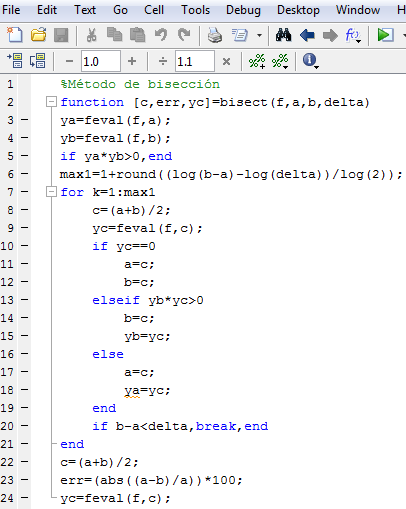 File Edit Text Go Cell Tools Debug Desktop Window H
1.0 1.1
1 %Método de bisección
2 function [c,err,yc]=bisect(f,a,b,delta)
3 ya=feval(f,a);
4 yb=feval(f,b);
5 if ya*yb>0,end
6 max1=1+round((log(b-a)-log(delta))/log(2));
7 for k=1:max1
8 c=(a+b)/2;
9 yc=feval(f,c);
10 if yc==0
11 a=c;
12 b=c;
13 elseif yb*yc>0
14 b=c;
15 yb=yc;
16 else
17 a=c;
18 ya=yc;
19 end
20 if b-a<delta,break,end
21 end
22 c=(a+b)/2;
23 err=(abs((a-b)/a))*100;
24 yc=feval(f,c);